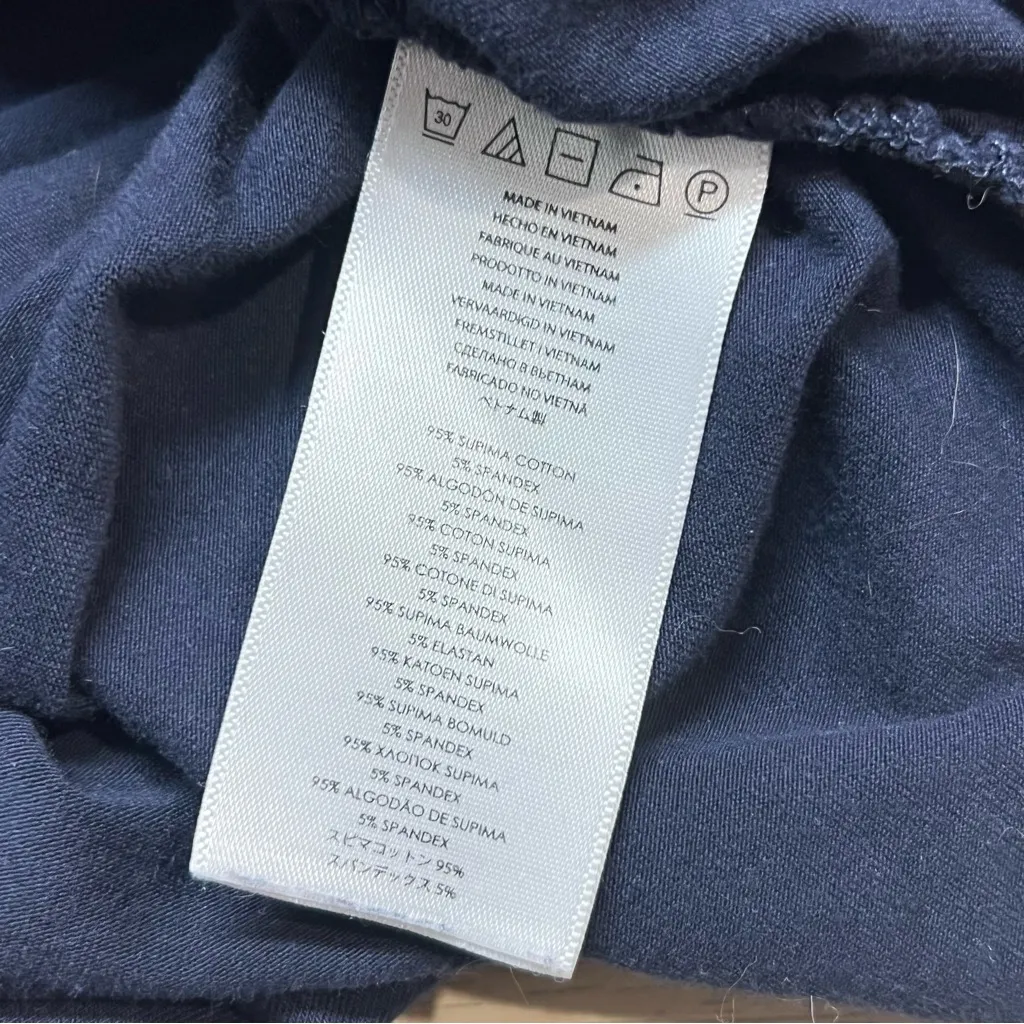 30
P
MADE IN VIETNAM
HECHO EN VIETNAM
FABRIQUE AU VIETNAM
PRODOTTO IN VIETNAM
MADE IN VIETNAM
VERVAARDIGD IN VIETNAM
FREMSTILLET I VIETNAM
СДЕЛАНО В ВЬЕТНАМ
FABRICADO NO VIETNÃ
ベトナム製
95% SUPIMA COTTON
5% SPANDEX
95% ALGODÓN DE SUPIMA
5% SPANDEX
95% COTON SUPIMA
5% SPANDEX
95% COTONE DI SUPIMA
5% SPANDEX
95% SUPIMA BAUMWOLLE
5% ELASTAN
95% KATOEN SUPIMA
5% SPANDEX
95% SUPIMA BOMULD
5% SPANDEX
95% ХЛОПОК SUPIMA
5% SPANDEX
95% ALGODÃO DE SUPIMA
5% SPANDEX
スピマコットン 95%
スパンデックス 5%